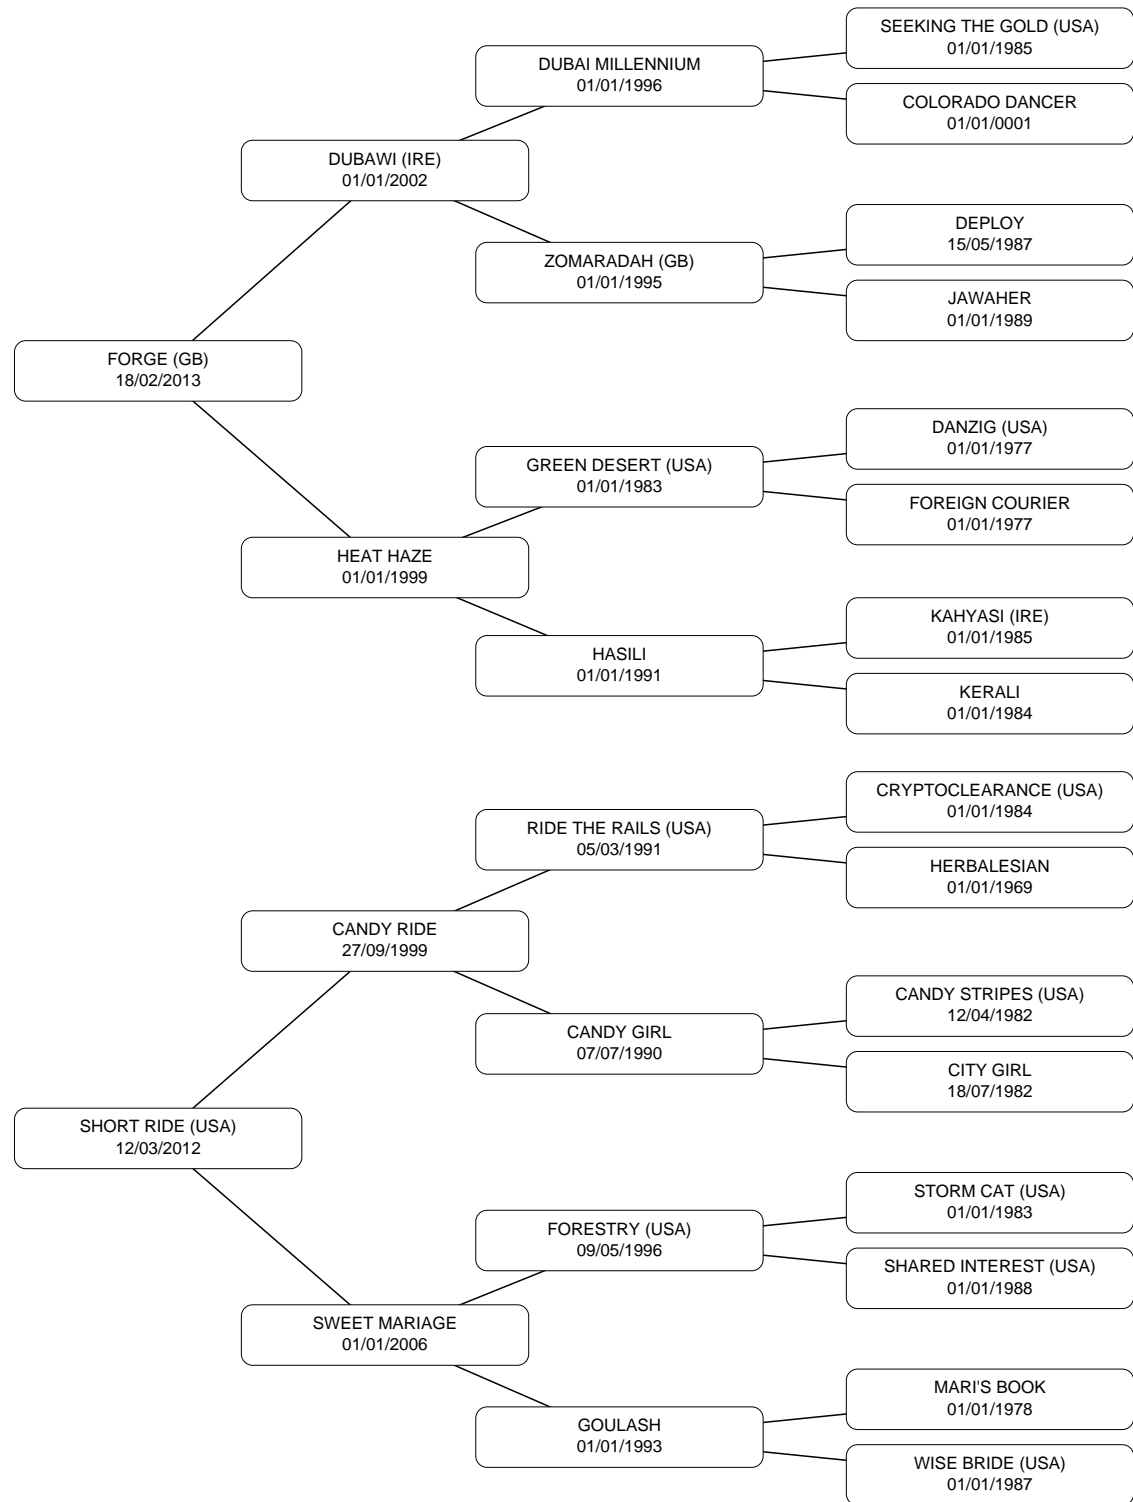 SEEKING THE GOLD (USA)
01/01/1985
DUBAI MILLENNIUM
01/01/1996
COLORADO DANCER
01/01/0001
DUBAWI (IRE)
01/01/2002
DEPLOY
15/05/1987
ZOMARADAH (GB)
01/01/1995
JAWAHER
01/01/1989
FORGE (GB)
18/02/2013
DANZIG (USA)
01/01/1977
GREEN DESERT (USA)
01/01/1983
FOREIGN COURIER
01/01/1977
HEAT HAZE
01/01/1999
KAHYASI (IRE)
01/01/1985
HASILI
01/01/1991
KERALI
01/01/1984
CRYPTOCLEARANCE (USA)
01/01/1984
RIDE THE RAILS (USA)
05/03/1991
HERBALESIAN
01/01/1969
CANDY RIDE
27/09/1999
CANDY STRIPES (USA)
12/04/1982
CANDY GIRL
07/07/1990
CITY GIRL
18/07/1982
SHORT RIDE (USA)
12/03/2012
STORM CAT (USA)
01/01/1983
FORESTRY (USA)
09/05/1996
SHARED INTEREST (USA)
01/01/1988
SWEET MARIAGE
01/01/2006
MARI'S BOOK
01/01/1978
GOULASH
01/01/1993
WISE BRIDE (USA)
01/01/1987